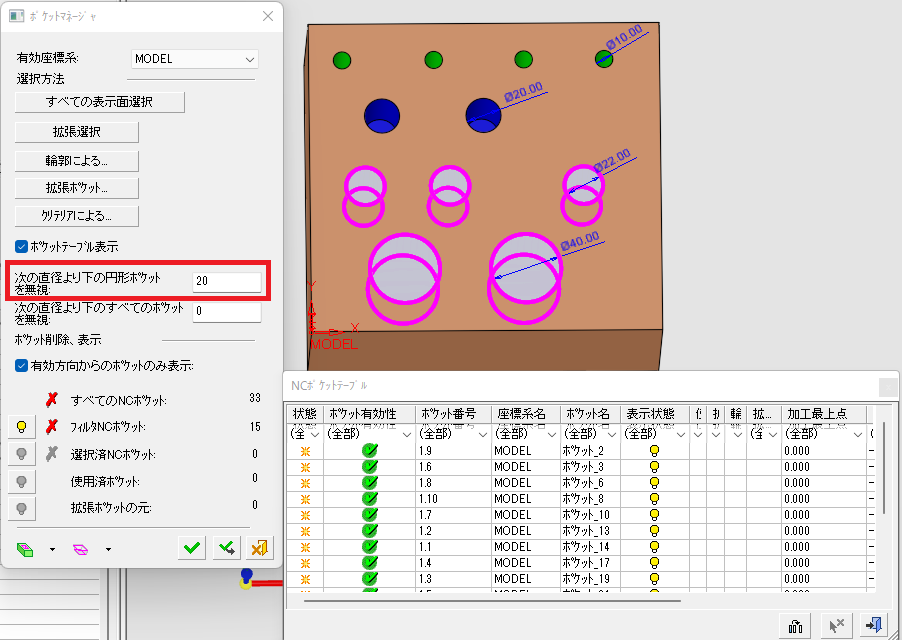 ポケットマネージャ
有効座標系:
MODEL
選択方法
すべての表示面選択
拡張選択
輪郭による...
拡張ポケット...
クリテリアによる...
ポケットテーブル表示
次の直径より下の円形ポケット
を無視:
20
次の直径より下のすべてのポケット
を無視:
0
ポケット削除、表示
有効方向からのポケットのみ表示:
すべてのNCポケット:
33
フィルタNCポケット:
15
選択済NCポケット:
0
使用済ポケット:
0
拡張ポケットの元:
0
Ø10.00
Ø20.00
Ø22.00
Ø40.00
Y
Z
X
MODEL
NCポケットテーブル
状態 ポケット有効性 ポケット番号 座標系名 ポケット名 表示状態 輪 拡... 加工最上点
(全 (全部) (全部) (全部) (全部) (全部) (全 (全部)
1.9 MODEL ポケット_2 0.000
1.6 MODEL ポケット_3 0.000
1.8 MODEL ポケット_6 0.000
1.10 MODEL ポケット_8 0.000
1.7 MODEL ポケット_10 0.000
1.2 MODEL ポケット_13 0.000
1.1 MODEL ポケット_14 0.000
1.4 MODEL ポケット_17 0.000
1.3 MODEL ポケット_19 0.000